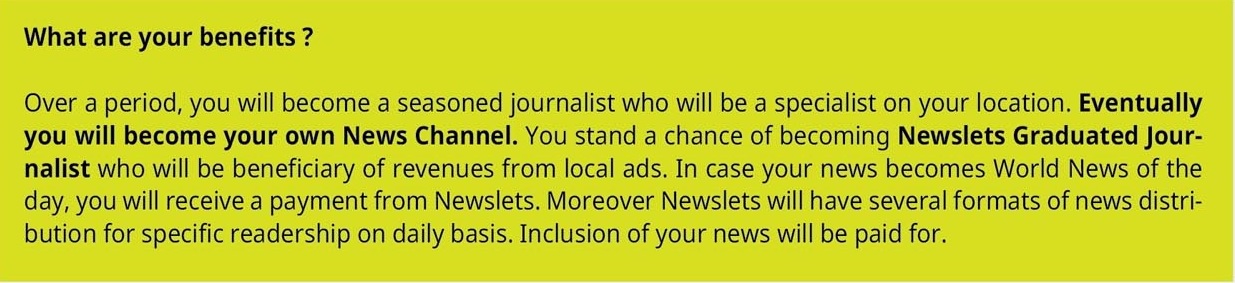 What are your benefits ?
Over a period, you will become a seasoned journalist who will be a specialist on your location. Eventually
you will become your own News Channel. You stand a chance of becoming Newslets Graduated Jour-
nalist who will be beneficiary of revenues from local ads. In case your news becomes World News of the
day, you will receive a payment from Newslets. Moreover Newslets will have several formats of news distri-
bution for specific readership on daily basis. Inclusion of your news will be paid for.